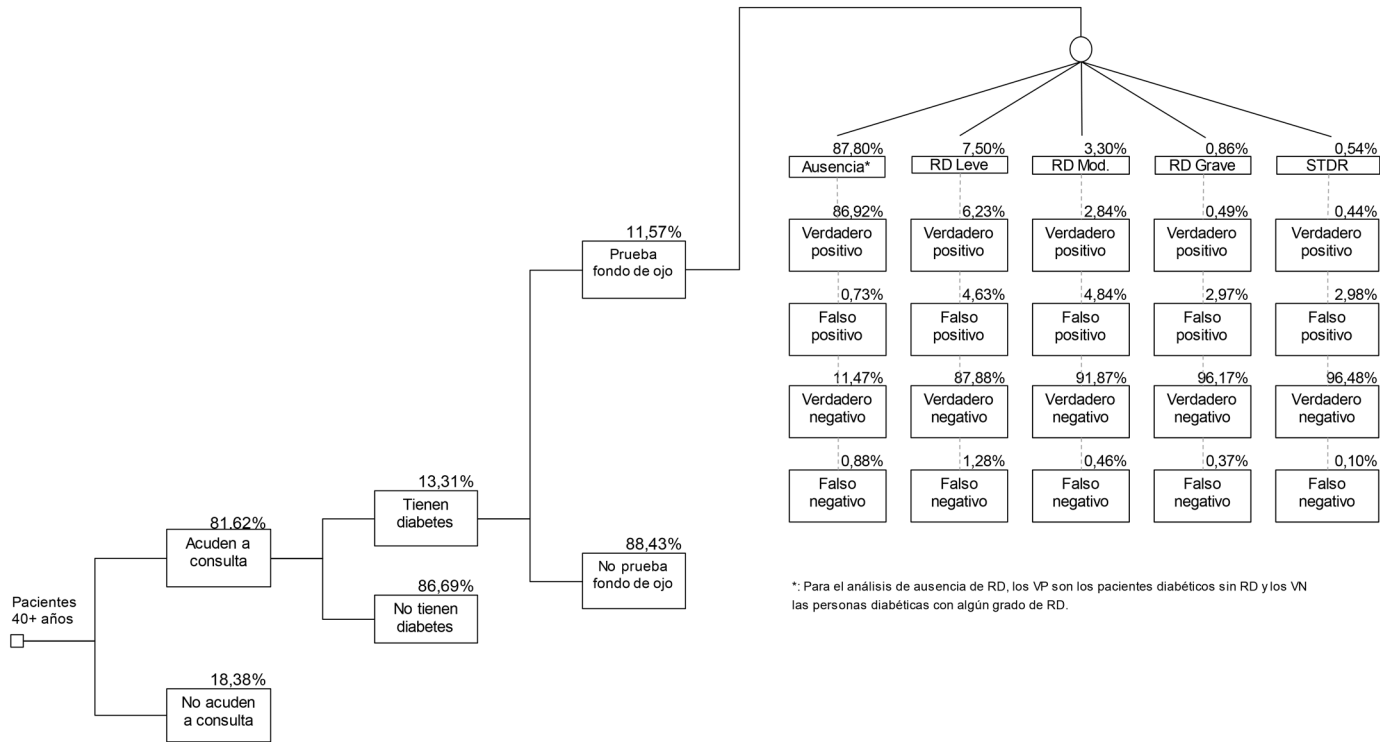 87,80%
7,50%
3,30%
0,86%
0,54%
Ausencia*
RD Leve
RD Mod.
RD Grave
STDR
86,92%
6,23%
2,84%
0,49%
0,44%
Verdadero
positivo
Verdadero
positivo
Verdadero
positivo
Verdadero
positivo
Verdadero
positivo
0,73%
4,63%
4,84%
2,97%
2,98%
Falso
positivo
Falso
positivo
Falso
positivo
Falso
positivo
Falso
positivo
11,47%
87,88%
91,87%
96,17%
96,48%
Verdadero
negativo
Verdadero
negativo
Verdadero
negativo
Verdadero
negativo
Verdadero
negativo
0,88%
1,28%
0,46%
0,37%
0,10%
Falso
negativo
Falso
negativo
Falso
negativo
Falso
negativo
Falso
negativo
11,57%
Prueba
fondo de ojo
88,43%
No prueba
fondo de ojo
13,31%
Tienen
diabetes
86,69%
No tienen
diabetes
81,62%
Acuden a
consulta
18,38%
No acuden
a consulta
Pacientes
40+ años
*: Para el análisis de ausencia de RD, los VP son los pacientes diabéticos sin RD y los VN
las personas diabéticas con algún grado de RD.